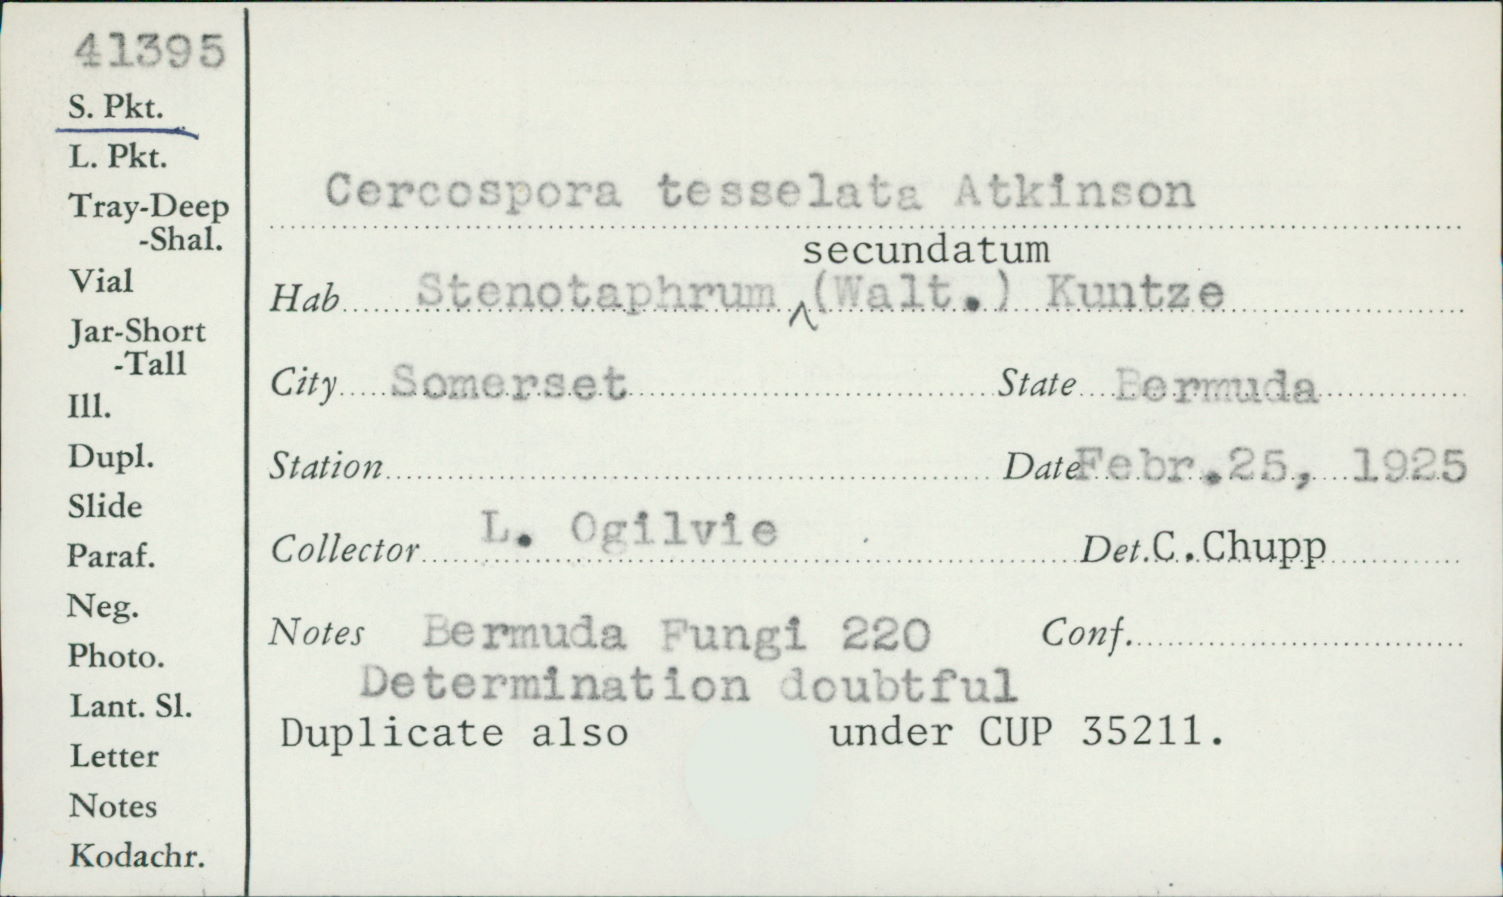 41395
S. Pkt.
L. Pkt.
Tray-Deep
-Shal.
Vial
Jar-Short
-Tall
Ill.
Dupl.
Slide
Paraf.
Neg.
Photo.
Lant. Sl.
Letter
Notes
Kodachr.
Cercospora tesselata Atkinson
secundatum
Hab Stenotaphrum ^ (Walt.) Kuntze
City Somerset State Bermuda
Station Date Febr. 25, 1925
Collector L. Ogilvie Det. C. Chupp
Notes Bermuda Fungi 220 Conf.
Determination doubtful
Duplicate also under CUP 35211.